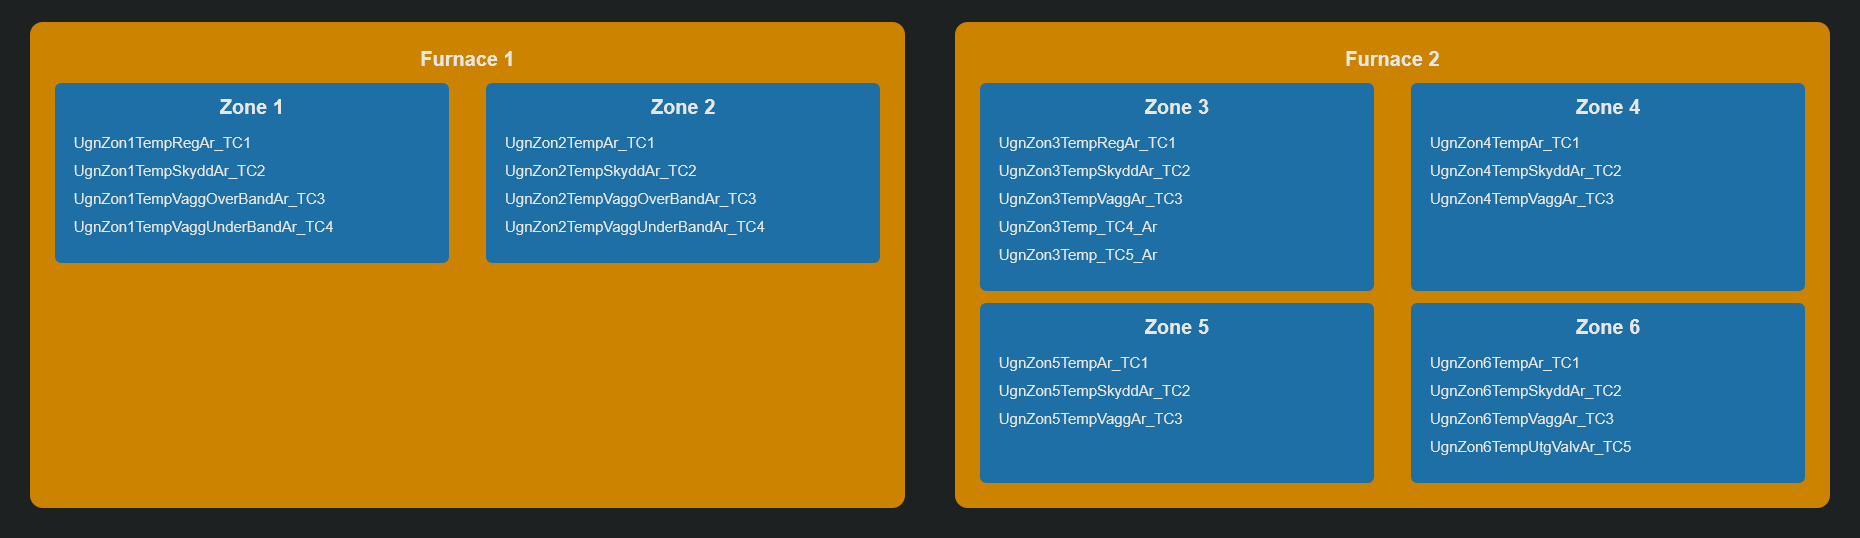 Furnace 1
Zone 1
UgnZon1TempRegAr_TC1
UgnZon1TempSkyddAr_TC2
UgnZon1TempVaggOverBandAr_TC3
UgnZon1TempVaggUnderBandAr_TC4
Zone 2
UgnZon2TempAr_TC1
UgnZon2TempSkyddAr_TC2
UgnZon2TempVaggOverBandAr_TC3
UgnZon2TempVaggUnderBandAr_TC4
Furnace 2
Zone 3
UgnZon3TempRegAr_TC1
UgnZon3TempSkyddAr_TC2
UgnZon3TempVaggAr_TC3
UgnZon3Temp_TC4_Ar
UgnZon3Temp_TC5_Ar
Zone 4
UgnZon4TempAr_TC1
UgnZon4TempSkyddAr_TC2
UgnZon4TempVaggAr_TC3
Zone 5
UgnZon5TempAr_TC1
UgnZon5TempSkyddAr_TC2
UgnZon5TempVaggAr_TC3
Zone 6
UgnZon6TempAr_TC1
UgnZon6TempSkyddAr_TC2
UgnZon6TempVaggAr_TC3
UgnZon6TempUtgValvAr_TC5